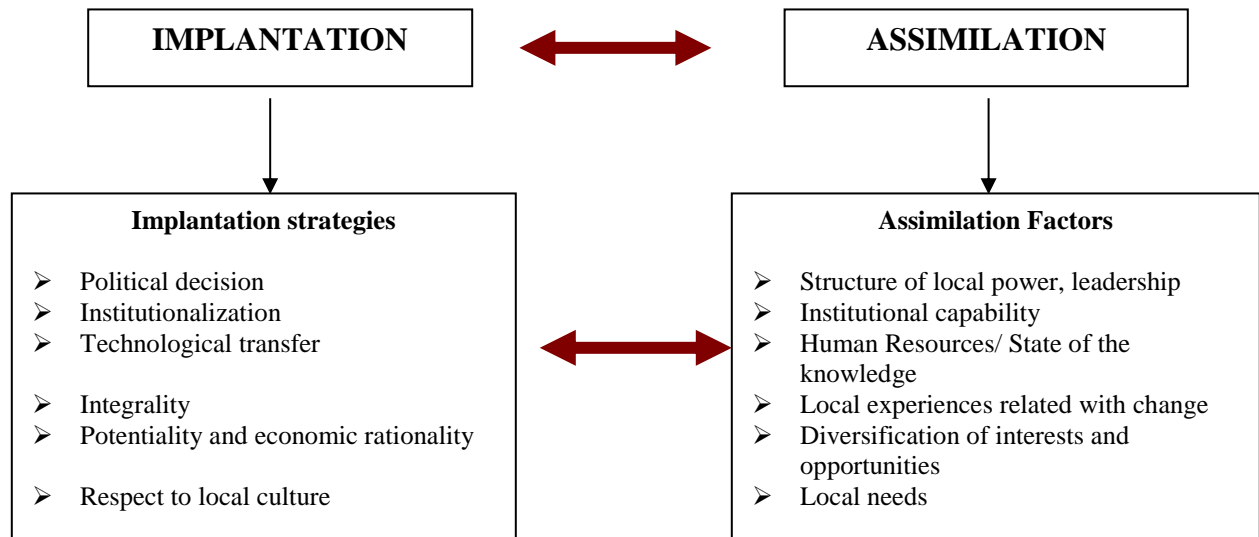 IMPLANTATION
ASSIMILATION
Implantation strategies
➢ Political decision
➢ Institutionalization
➢ Technological transfer
➢ Integrality
➢ Potentiality and economic rationality
➢ Respect to local culture
Assimilation Factors
➢ Structure of local power, leadership
➢ Institutional capability
➢ Human Resources/ State of the
knowledge
➢ Local experiences related with change
➢ Diversification of interests and
opportunities
➢ Local needs